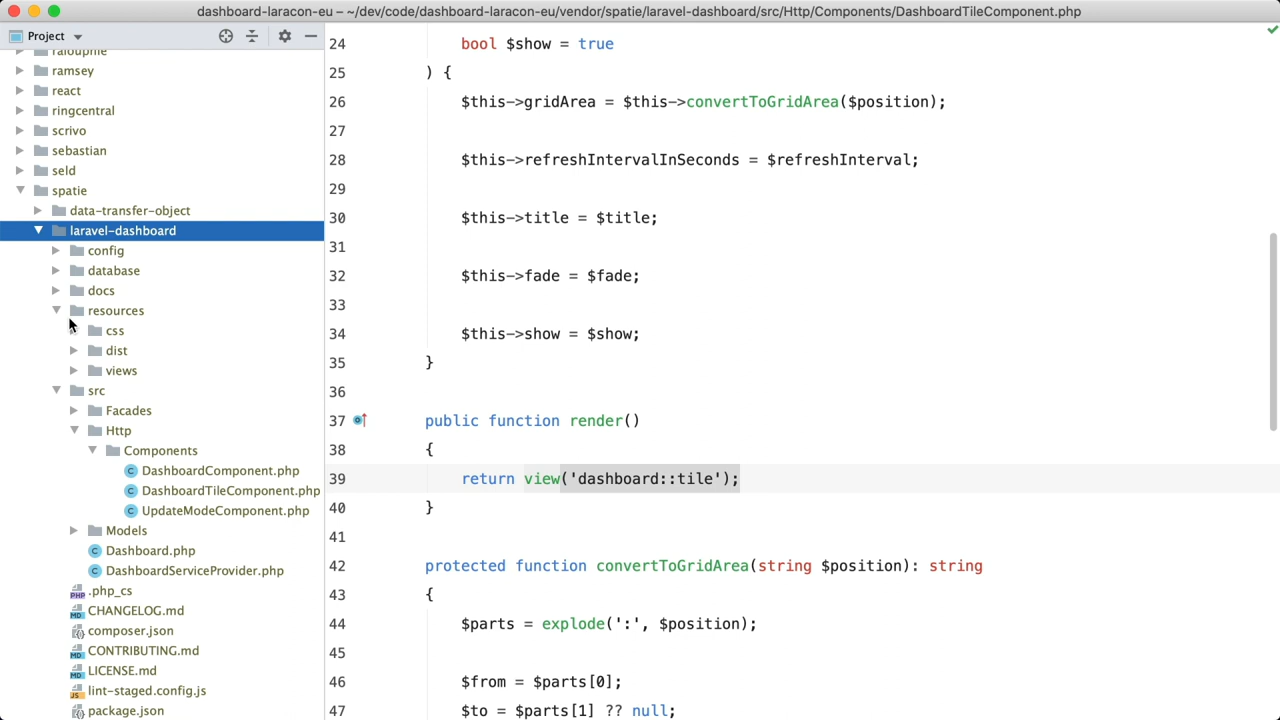 dashboard-laracon-eu – ~/dev/code/dashboard-laracon-eu/vendor/spatie/laravel-dashboard/src/Http/Components/DashboardTileComponent.php
Project
ralouphie
ramsey
react
ringcentral
scrivo
sebastian
seld
spatie
data-transfer-object
laravel-dashboard
config
database
docs
resources
css
dist
views
src
Facades
Http
Components
DashboardComponent.php
DashboardTileComponent.php
UpdateModeComponent.php
Models
Dashboard.php
DashboardServiceProvider.php
.php_cs
CHANGELOG.md
composer.json
CONTRIBUTING.md
LICENSE.md
lint-staged.config.js
package.json
24 bool $show = true
25 ) {
26 $this->gridArea = $this->convertToGridArea($position);
27
28 $this->refreshIntervalInSeconds = $refreshInterval;
29
30 $this->title = $title;
31
32 $this->fade = $fade;
33
34 $this->show = $show;
35 }
36
37 public function render()
38 {
39 return view('dashboard::tile');
40 }
41
42 protected function convertToGridArea(string $position): string
43 {
44 $parts = explode(':', $position);
45
46 $from = $parts[0];
47 $to = $parts[1] ?? null;